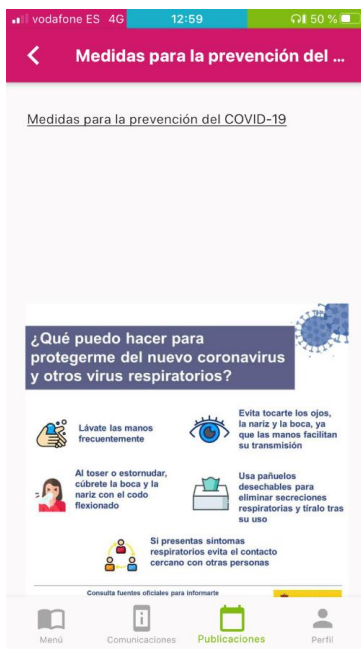 vodafone ES 4G 12:59 50 %
Medidas para la prevención del ...
Medidas para la prevención del COVID-19
¿Qué puedo hacer para
protegerme del nuevo coronavirus
y otros virus respiratorios?
Lávate las manos
frecuentemente
Evita tocarte los ojos,
la nariz y la boca, ya
que las manos facilitan
su transmisión
Al toser o estornudar,
cúbrete la boca y la
nariz con el codo
flexionado
Usa pañuelos
desechables para
eliminar secreciones
respiratorias y tíralo tras
su uso
Si presentas síntomas
respiratorios evita el contacto
cercano con otras personas
Consulta fuentes oficiales para informarte
Menú Comunicaciones Publicaciones Perfil